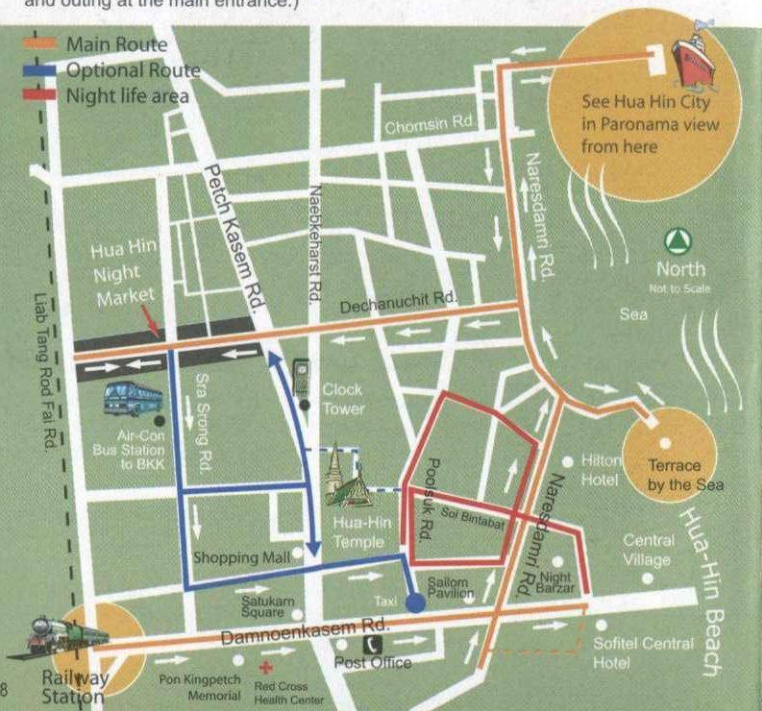 and outing at the main entrance.)
Main Route
Optional Route
Night life area
See Hua Hin City
in Paronama view
from here
Chomsin Rd.
Naresdamri Rd.
Petch Kasem Rd.
Naebkeharst Rd.
North
Not to Scale
Hua Hin
Night
Market
Dechanuchit Rd.
Sea
Liab Tang Rod Fai Rd.
Sra Srong Rd.
Clock
Tower
Air-Con
Bus Station
to BKK
Hilton
Hotel
Terrace
by the Sea
Poolsuk Rd.
Soi Bintabat
Naresdamri Rd.
Hua-Hin
Temple
Hua-Hin Beach
Central
Village
Shopping Mall
Night
Barzar
Sailom
Pavilion
Taxi
Satukarn
Square
Damnoenkasem Rd.
Sofitel Central
Hotel
Post Office
Railway
Station
Pon Kingpetch
Memorial
Red Cross
Health Center
8